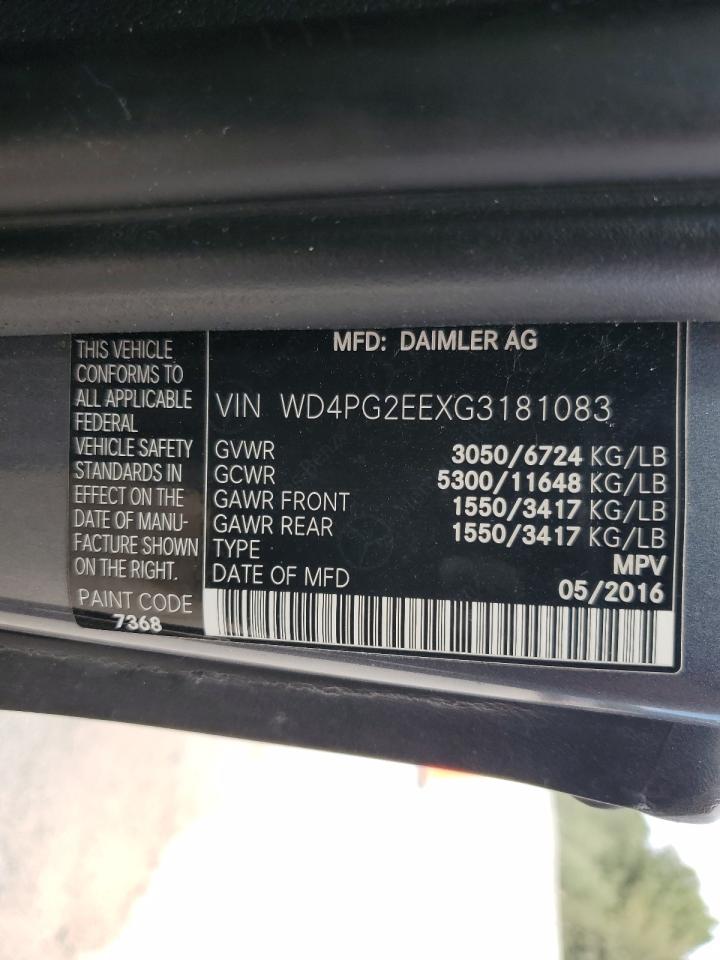 THIS VEHICLE
CONFORMS TO
ALL APPLICABLE
FEDERAL
VEHICLE SAFETY
STANDARDS IN
EFFECT ON THE
DATE OF MANU-
FACTURE SHOWN
ON THE RIGHT.
PAINT CODE
7368
MFD: DAIMLER AG
VIN WD4PG2EEXG3181083
GVWR 3050/6724 KG/LB
GCWR 5300/11648 KG/LB
GAWR FRONT 1550/3417 KG/LB
GAWR REAR 1550/3417 KG/LB
TYPE MPV
DATE OF MFD 05/2016